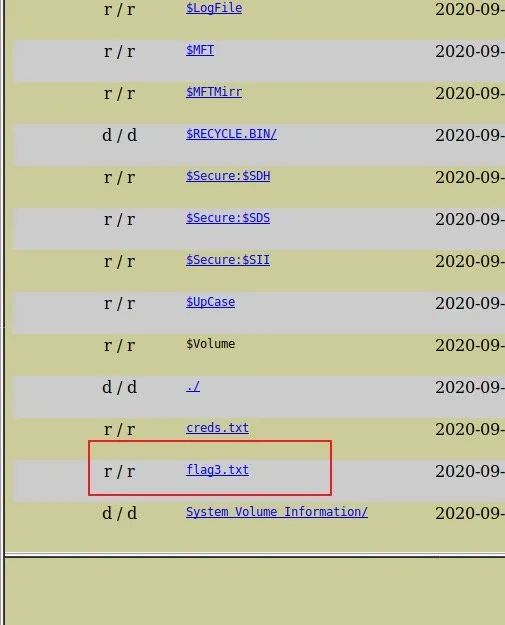 r / r $LogFile 2020-09-
r / r $MFT 2020-09-
r / r $MFTMirr 2020-09-
d / d $RECYCLE.BIN/ 2020-09-
r / r $Secure:$SDH 2020-09-
r / r $Secure:$SDS 2020-09-
r / r $Secure:$SII 2020-09-
r / r $UpCase 2020-09-
r / r $Volume 2020-09-
d / d ./ 2020-09-
r / r creds.txt 2020-09-
r / r flag3.txt 2020-09-
d / d System Volume Information/ 2020-09-